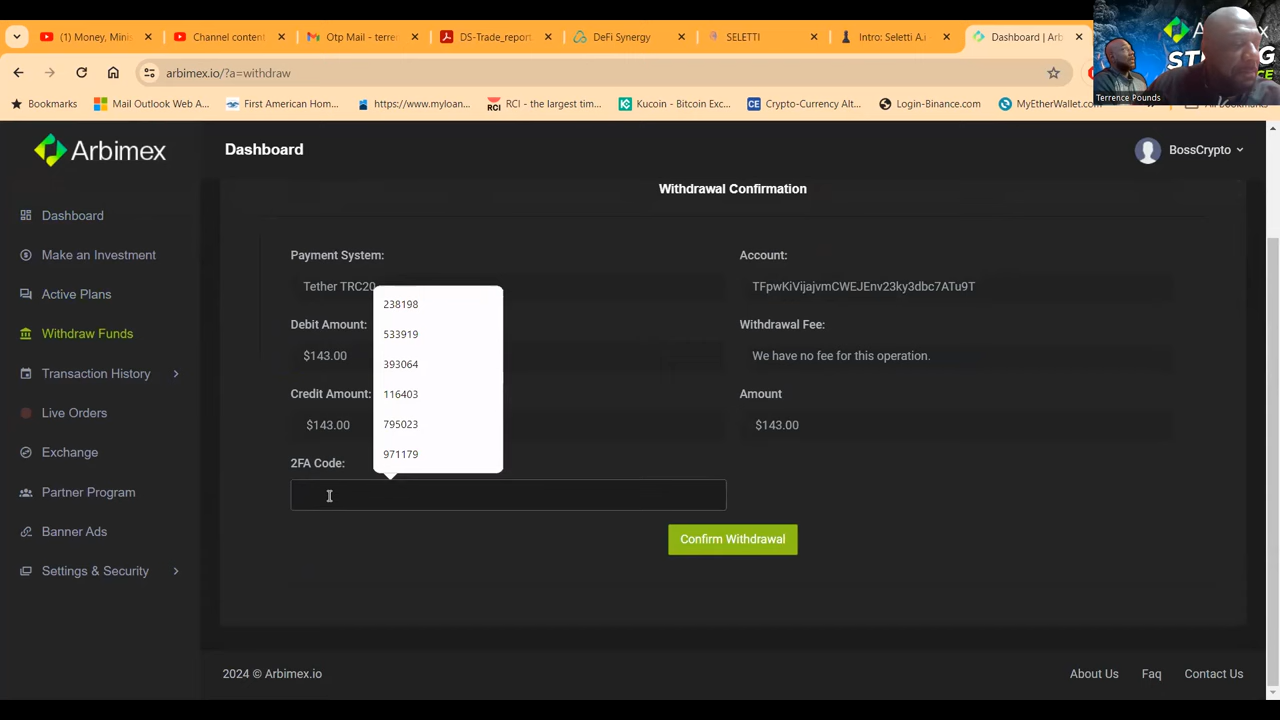 (1) Money, Minis
Channel content
Otp Mail - terre
DS-Trade_report.
DeFi Synergy
SELETTI
Intro: Seletti A.i
Dashboard | Arb
arbimex.io/?a=withdraw
Terrence Pounds
Bookmarks
Mail Outlook Web A...
First American Hom...
https://www.myloan...
RCI
RCI - the largest tim...
Kucoin - Bitcoin Exc...
CE
Crypto-Currency Alt...
Login-Binance.com
MyEtherWallet.com
Arbimex
Dashboard
BossCrypto
Withdrawal Confirmation
Dashboard
Make an Investment
Active Plans
Withdraw Funds
Transaction History
Live Orders
Exchange
Partner Program
Banner Ads
Settings & Security
Payment System:
Account:
Tether TRC20
TFpwKiVijajvmCWEJEnv23ky3dbc7ATu9T
Debit Amount:
Withdrawal Fee:
$143.00
We have no fee for this operation.
Credit Amount:
Amount
$143.00
$143.00
2FA Code:
238198
533919
393064
116403
795023
971179
Confirm Withdrawal
2024 © Arbimex.io
About Us
Faq
Contact Us